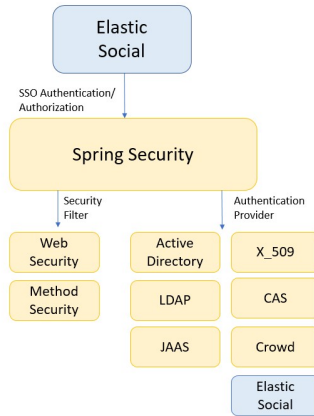 Elastic
Social
SSO Authentication/
Authorization
Spring Security
Security
Filter
Authentication
Provider
Web
Security
Method
Security
Active
Directory
X_509
LDAP
CAS
JAAS
Crowd
Elastic
Social